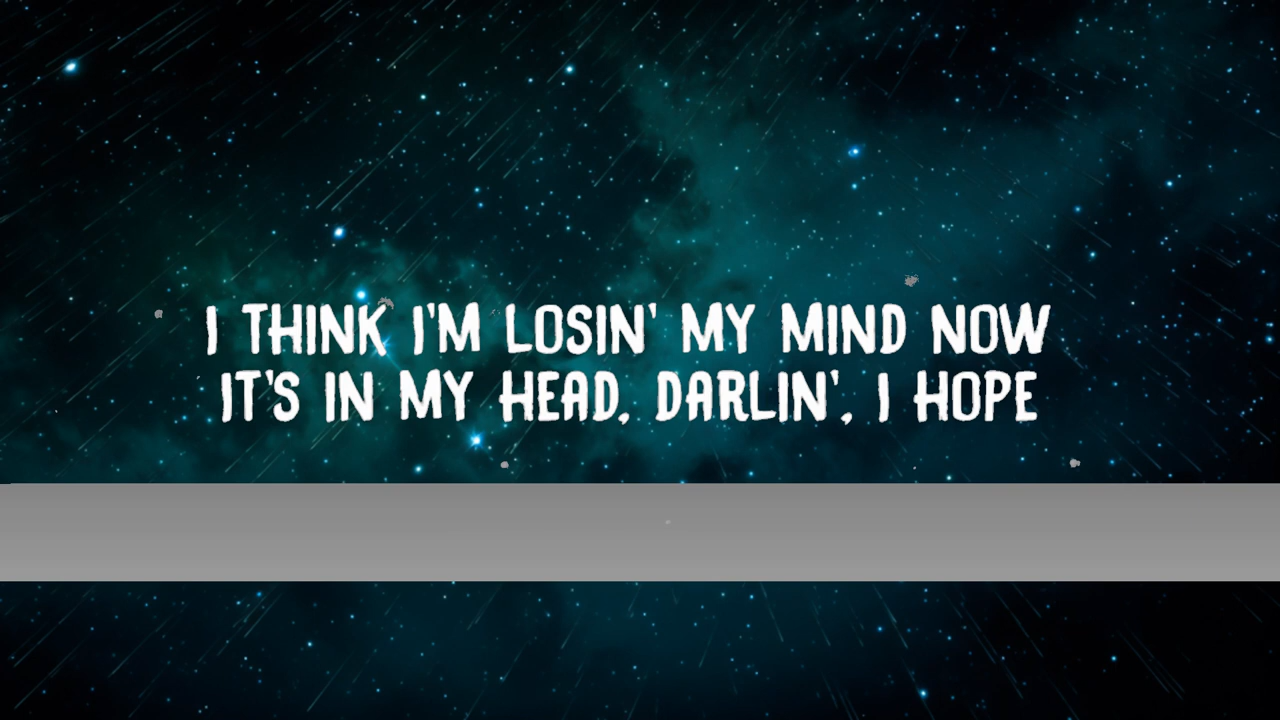 I THINK I'M LOSIN' MY MIND NOW
IT'S IN MY HEAD, DARLIN', I HOPE